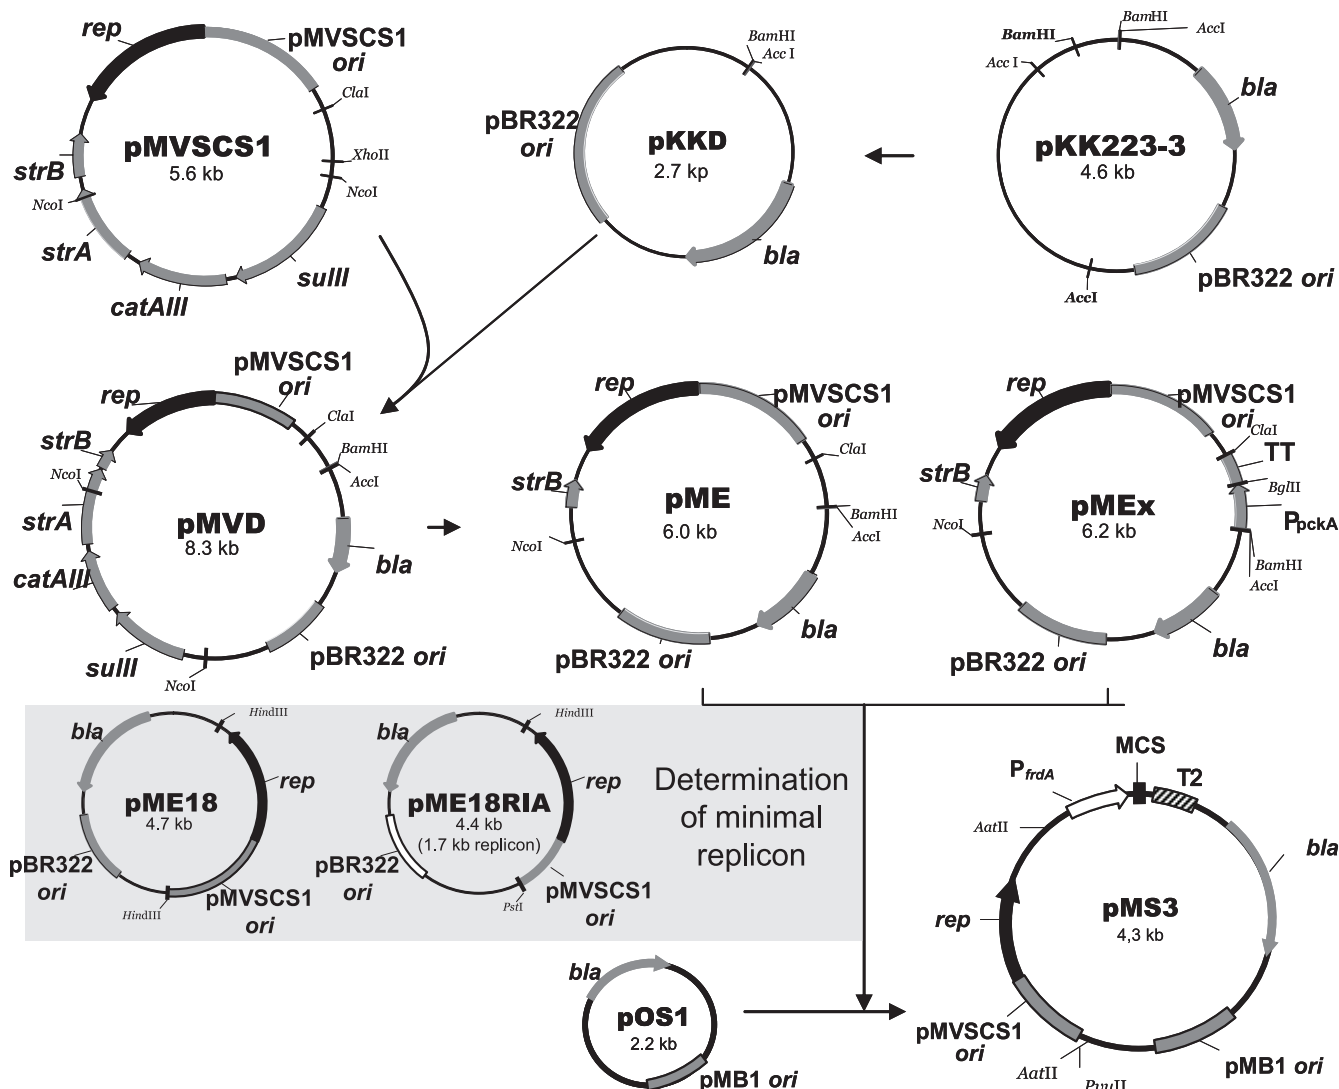 rep
pMVSCS1
ori
ClaI
XhoII
NcoI
pMVSCS1
5.6 kb
strB
NcoI
strA
catAIII
sulII
BamHI
Acc I
pBR322
ori
pKKD
2.7 kp
bla
BamHI
BamHI
AccI
Acc I
bla
pKK223-3
4.6 kb
AccI
pBR322 ori
pMVSCS1
ori
rep
ClaI
BamHI
AccI
strB
NcoI
strA
pMVD
8.3 kb
catAIII
bla
sulII
pBR322 ori
NcoI
rep
pMVSCS1
ori
ClaI
strB
pME
6.0 kb
BamHI
AccI
NcoI
bla
pBR322 ori
rep
pMVSCS1
ori
ClaI
TT
BglII
PpckA
strB
pMEx
6.2 kb
NcoI
BamHI
AccI
bla
pBR322 ori
bla
HindIII
rep
pME18
4.7 kb
pBR322
ori
HindIII
pMVSCS1
ori
bla
HindIII
rep
pME18RIA
4.4 kb
(1.7 kb replicon)
pBR322
ori
PstI
pMVSCS1
ori
Determination
of minimal
replicon
MCS
PfrdA
T2
AatII
bla
rep
pMS3
4,3 kb
pMVSCS1
ori
AatII
PvuII
pMB1 ori
bla
pOS1
2.2 kb
pMB1 ori